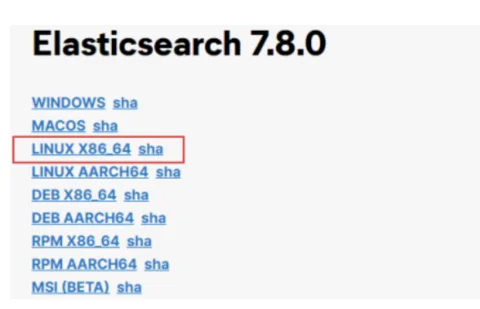 Elasticsearch 7.8.0
WINDOWS sha
MACOS sha
LINUX X86_64 sha
LINUX AARCH64 sha
DEB X86_64 sha
DEB AARCH64 sha
RPM X86_64 sha
RPM AARCH64 sha
MSI (BETA) sha